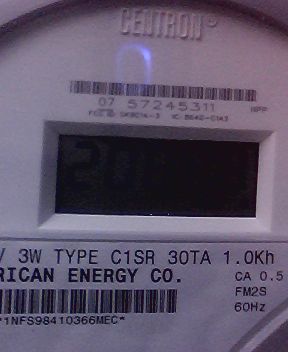 CENTRON®
07 57245311
V 3W TYPE C1SR 30TA 1.0Kh
RICAN ENERGY CO.
CA 0.5
FM2S
60Hz
*1NFS98410366MEC*